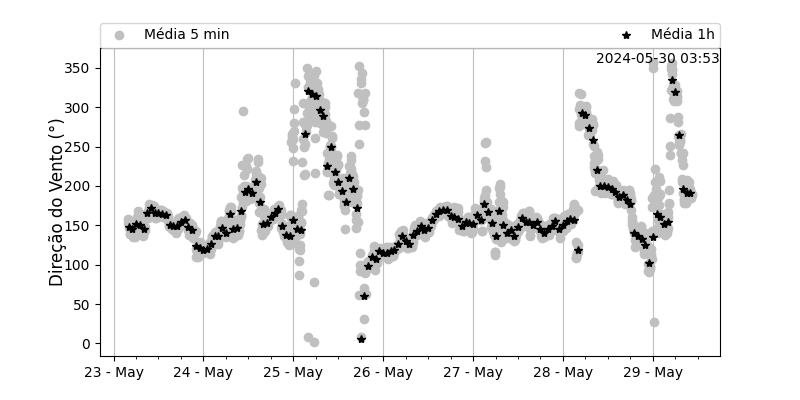 Média 5 min
Média 1h
2024-05-30 03:53
Direção do Vento (°)
350
300
250
200
150
100
50
0
23 - May
24 - May
25 - May
26 - May
27 - May
28 - May
29 - May